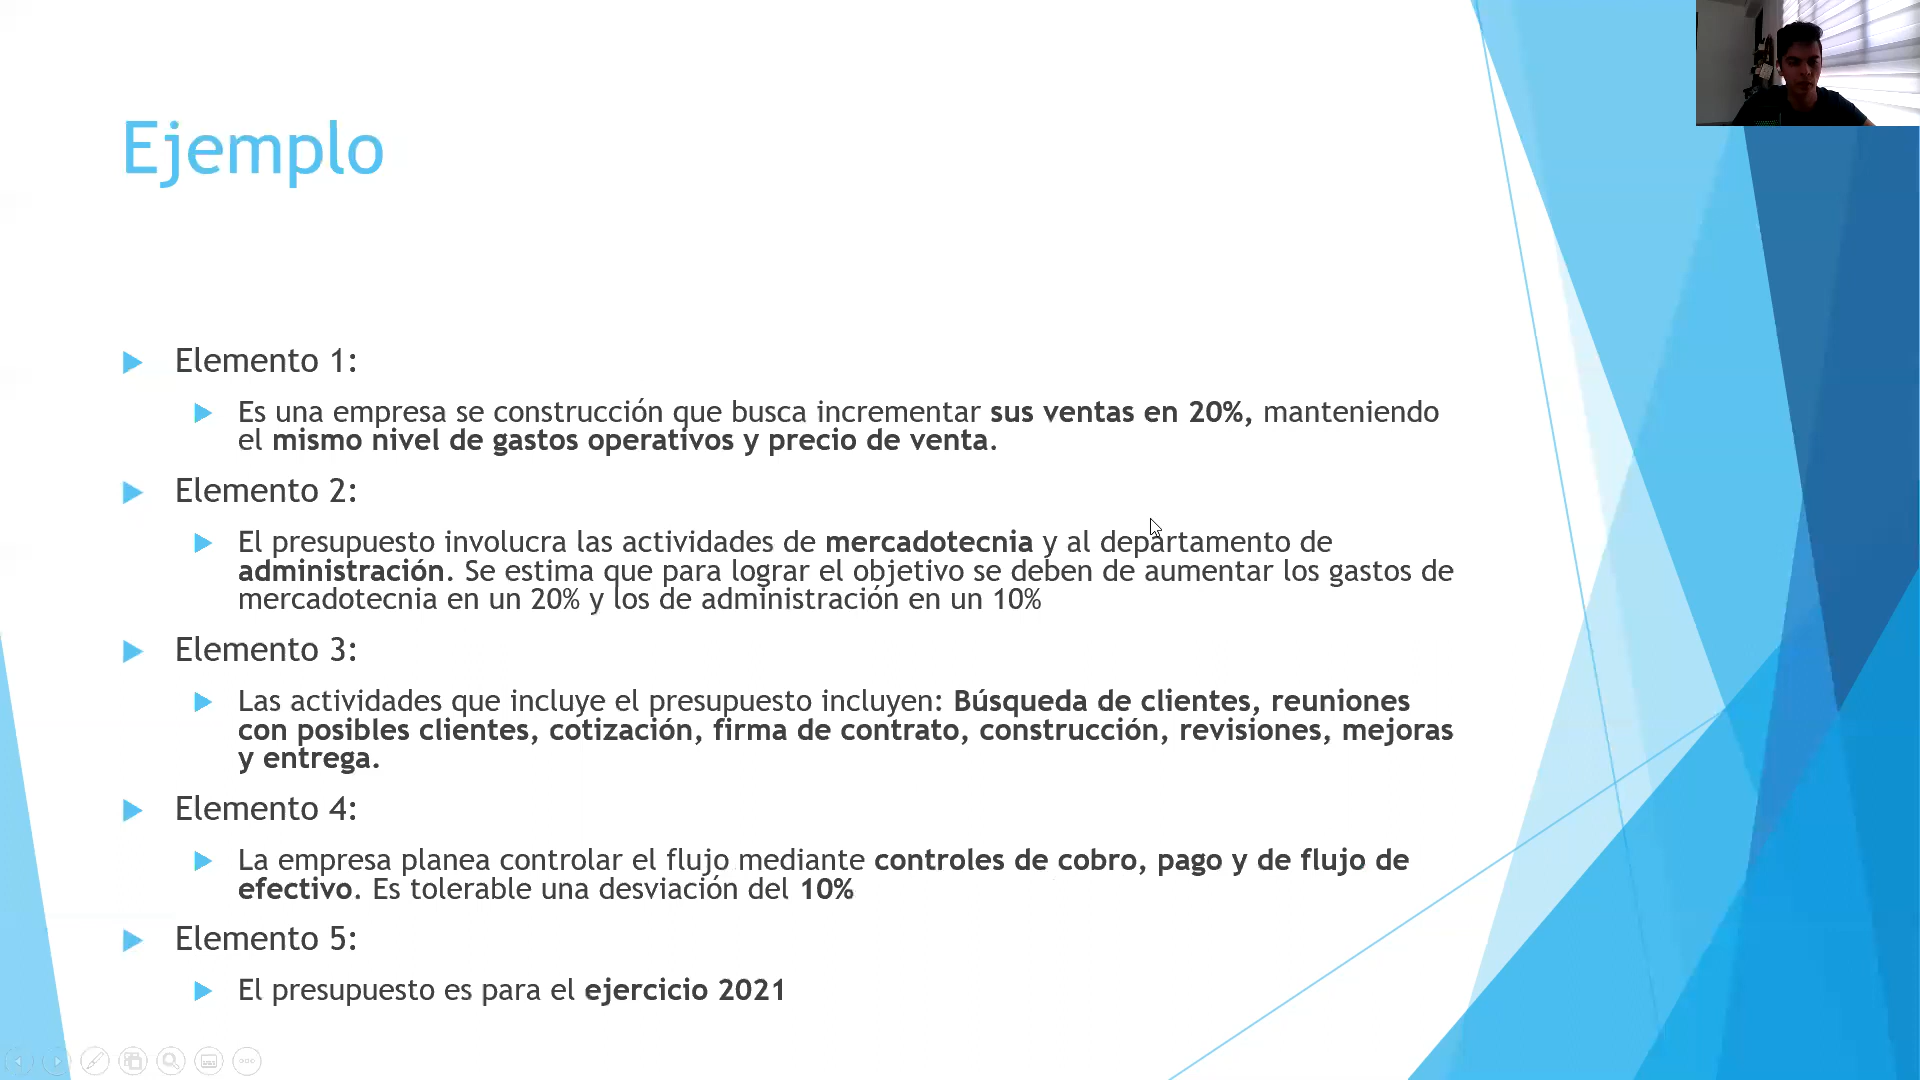 Ejemplo
Elemento 1:
Es una empresa se construcción que busca incrementar sus ventas en 20%, manteniendo
el mismo nivel de gastos operativos y precio de venta.
Elemento 2:
El presupuesto involucra las actividades de mercadotecnia y al departamento de
administración. Se estima que para lograr el objetivo se deben de aumentar los gastos de
mercadotecnia en un 20% y los de administración en un 10%
Elemento 3:
Las actividades que incluye el presupuesto incluyen: Búsqueda de clientes, reuniones
con posibles clientes, cotización, firma de contrato, construcción, revisiones, mejoras
y entrega.
Elemento 4:
La empresa planea controlar el flujo mediante controles de cobro, pago y de flujo de
efectivo. Es tolerable una desviación del 10%
Elemento 5:
El presupuesto es para el ejercicio 2021